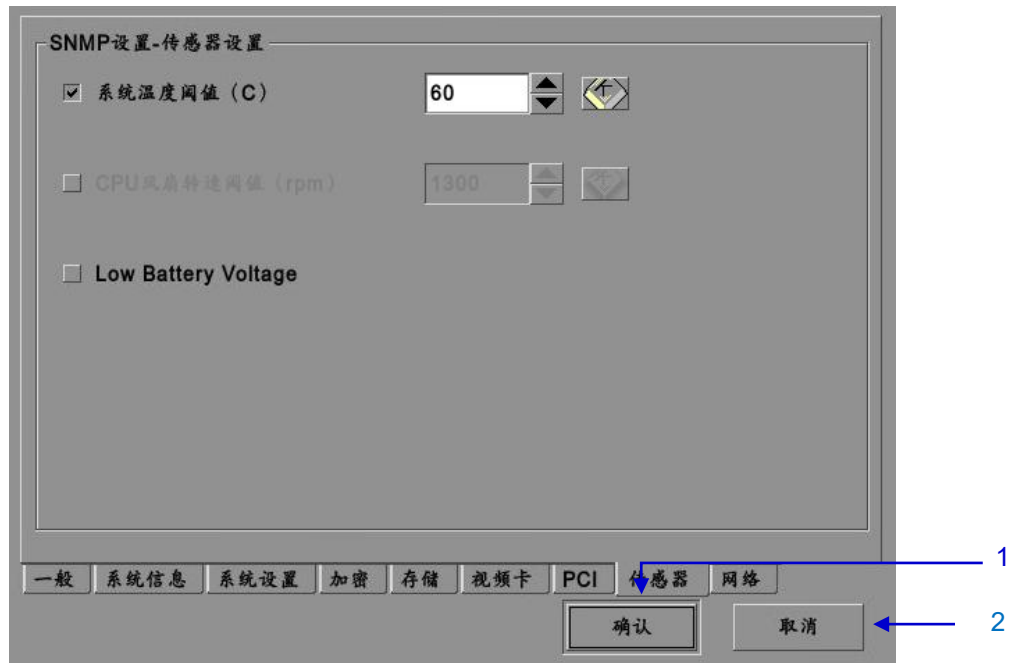 SNMP设置-传感器设置
系统温度阈值（C） 60
CPU风扇转速阈值（rpm） 1300
Low Battery Voltage
一般 系统信息 系统设置 加密 存储 视频卡 PCI 传感器 网络
1
确认 取消 2